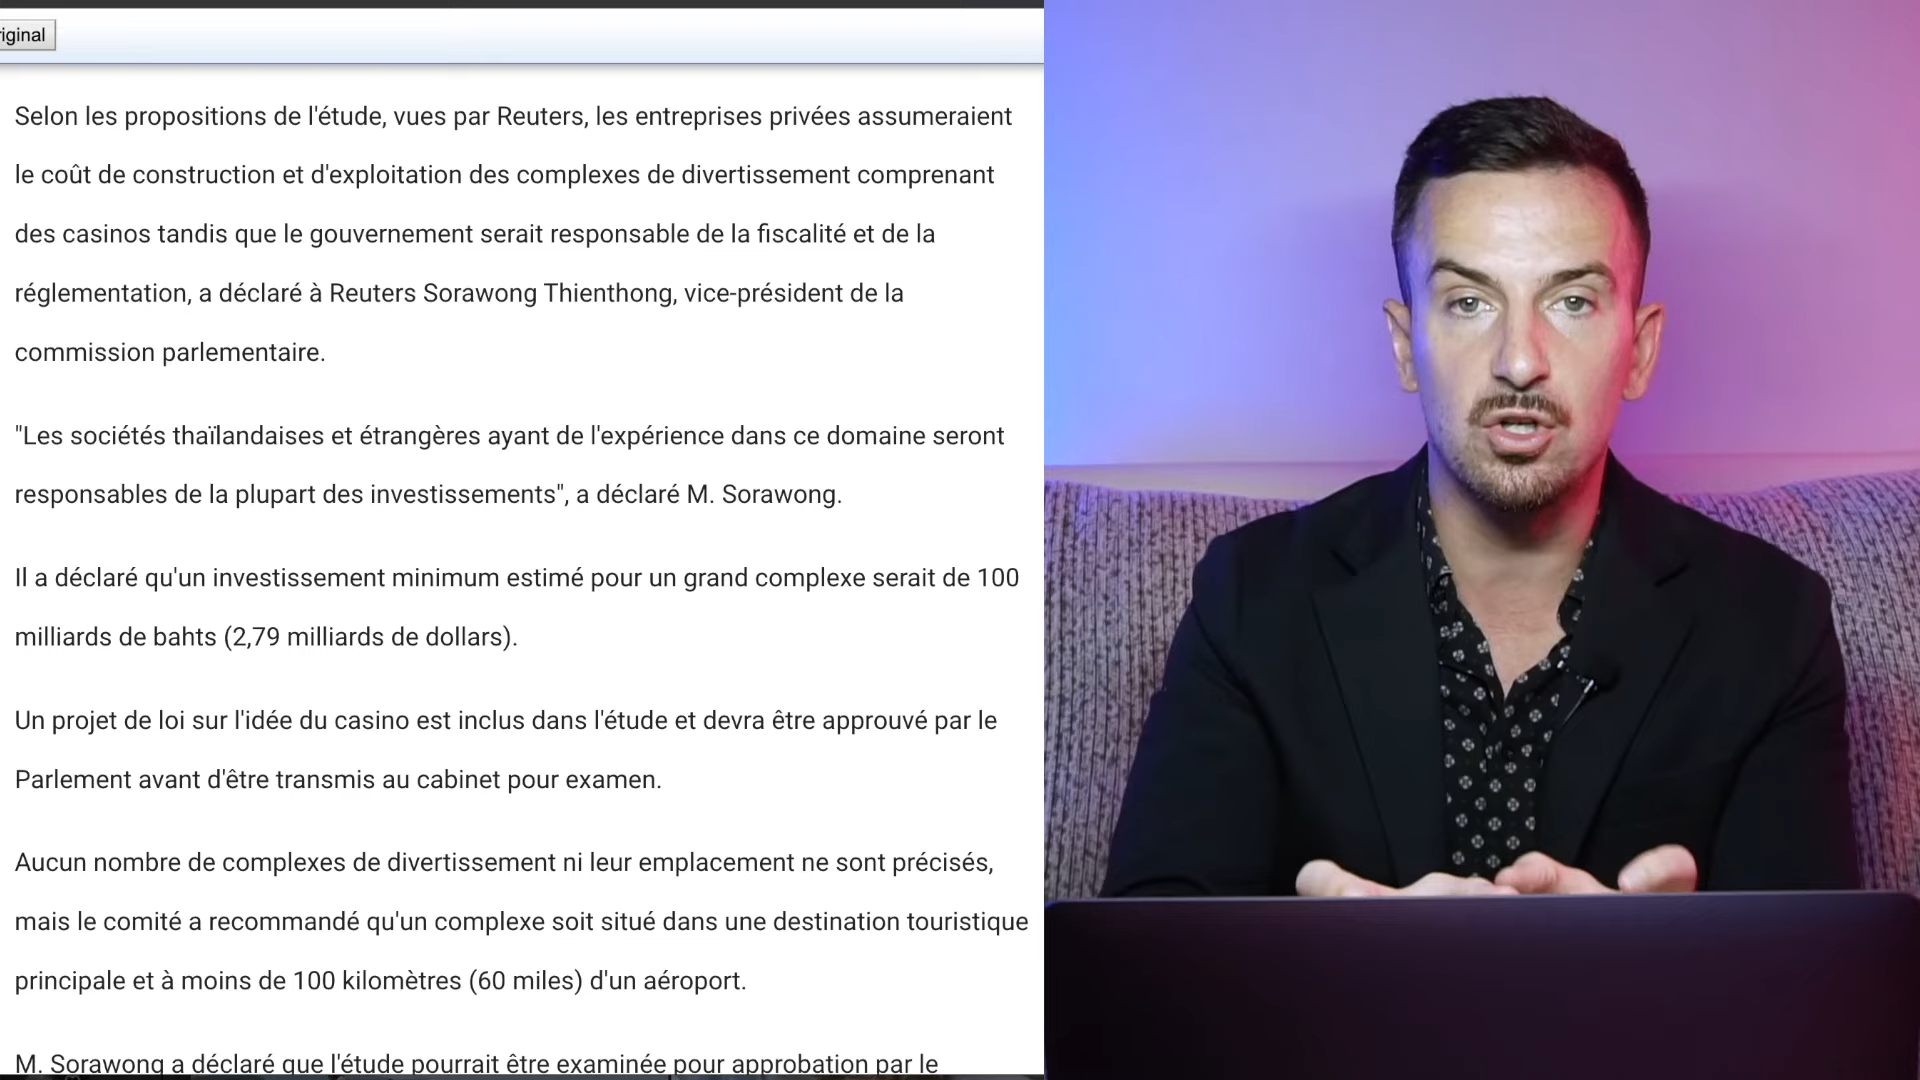 riginal
Selon les propositions de l'étude, vues par Reuters, les entreprises privées assumeraient
le coût de construction et d'exploitation des complexes de divertissement comprenant
des casinos tandis que le gouvernement serait responsable de la fiscalité et de la
réglementation, a déclaré à Reuters Sorawong Thienthong, vice-président de la
commission parlementaire.
"Les sociétés thaïlandaises et étrangères ayant de l'expérience dans ce domaine seront
responsables de la plupart des investissements", a déclaré M. Sorawong.
Il a déclaré qu'un investissement minimum estimé pour un grand complexe serait de 100
milliards de bahts (2,79 milliards de dollars).
Un projet de loi sur l'idée du casino est inclus dans l'étude et devra être approuvé par le
Parlement avant d'être transmis au cabinet pour examen.
Aucun nombre de complexes de divertissement ni leur emplacement ne sont précisés,
mais le comité a recommandé qu'un complexe soit situé dans une destination touristique
principale et à moins de 100 kilomètres (60 miles) d'un aéroport.
M. Sorawong a déclaré que l'étude pourrait être examinée pour approbation par le